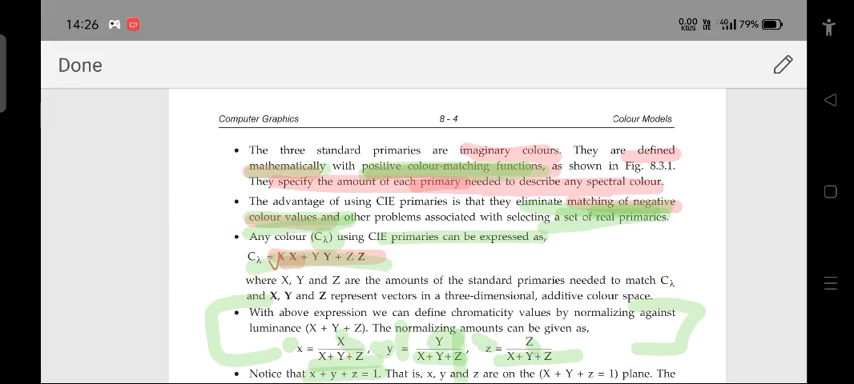 14:26
0.00 KB/S Vo LTE 4G 79%
Done
Computer Graphics 8 - 4 Colour Models
• The three standard primaries are imaginary colours. They are defined
mathematically with positive colour-matching functions, as shown in Fig. 8.3.1.
They specify the amount of each primary needed to describe any spectral colour.
• The advantage of using CIE primaries is that they eliminate matching of negative
colour values and other problems associated with selecting a set of real primaries.
• Any colour (Cλ) using CIE primaries can be expressed as,
Cλ = X X + Y Y + Z Z
where X, Y and Z are the amounts of the standard primaries needed to match Cλ
and X, Y and Z represent vectors in a three-dimensional, additive colour space.
• With above expression we can define chromaticity values by normalizing against
luminance (X + Y + Z). The normalizing amounts can be given as,
x = X / X+Y+Z , y = Y / X+Y+Z , z = Z / X+Y+Z
• Notice that x + y + z = 1. That is, x, y and z are on the (X + Y + z = 1) plane. The